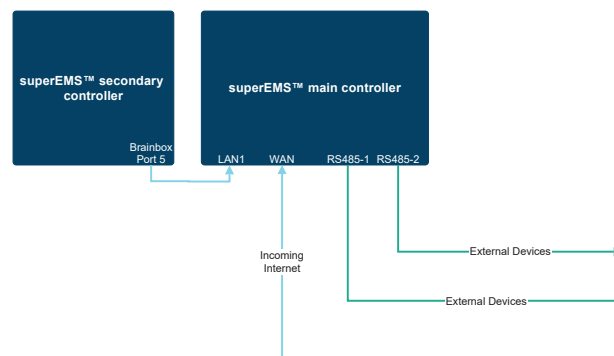 superEMS™ secondary
controller
superEMS™ main controller
Brainbox
Port 5
LAN1
WAN
RS485-1
RS485-2
Incoming
Internet
External Devices
External Devices